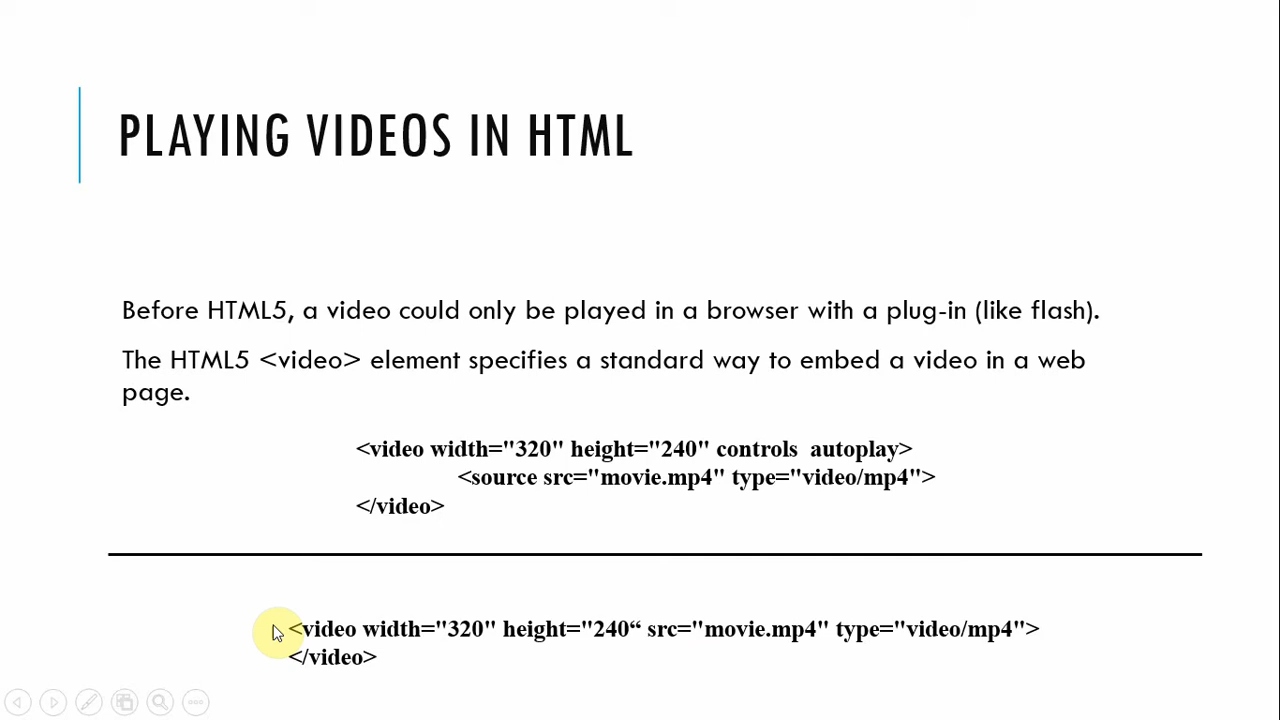 PLAYING VIDEOS IN HTML
Before HTML5, a video could only be played in a browser with a plug-in (like flash).
The HTML5 <video> element specifies a standard way to embed a video in a web
page.
<video width="320" height="240" controls  autoplay>
<source src="movie.mp4" type="video/mp4">
</video>
<video width="320" height="240“ src="movie.mp4" type="video/mp4">
</video>